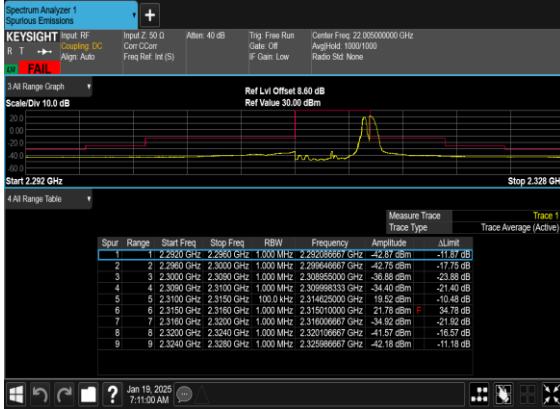 Spectrum Analyzer 1
Spurious Emissions
KEYSIGHT Input: RF Input Z: 50 Ω Atten: 40 dB Trig: Free Run Center Freq: 22.005000000 GHz
R T Coupling: DC Corr CCorr Gate: Off Avg|Hold: 1000/1000
Align: Auto Freq Ref: Int (S) IF Gain: Low Radio Std: None
FAIL
3 All Range Graph
Ref Lvl Offset 8.60 dB
Scale/Div 10.0 dB Ref Value 30.00 dBm
20.0
0.00
-20.0
-40.0
-60.0
Start 2.292 GHz Stop 2.328 GH
4 All Range Table
Measure Trace Trace 1
Trace Type Trace Average (Active)
Spur Range Start Freq Stop Freq RBW Frequency Amplitude ΔLimit
1 1 2.2920 GHz 2.2960 GHz 1.000 MHz 2.292086667 GHz -42.87 dBm -11.87 dB
2 2 2.2960 GHz 2.3000 GHz 1.000 MHz 2.299646667 GHz -42.75 dBm -17.75 dB
3 3 2.3000 GHz 2.3090 GHz 1.000 MHz 2.308955000 GHz -36.88 dBm -23.88 dB
4 4 2.3090 GHz 2.3100 GHz 1.000 MHz 2.309998333 GHz -34.40 dBm -21.40 dB
5 5 2.3100 GHz 2.3150 GHz 100.0 kHz 2.314625000 GHz 19.52 dBm -10.48 dB
6 6 2.3150 GHz 2.3160 GHz 1.000 MHz 2.315010000 GHz 21.78 dBm F 34.78 dB
7 7 2.3160 GHz 2.3200 GHz 1.000 MHz 2.316006667 GHz -34.92 dBm -21.92 dB
8 8 2.3200 GHz 2.3240 GHz 1.000 MHz 2.320106667 GHz -41.57 dBm -16.57 dB
9 9 2.3240 GHz 2.3280 GHz 1.000 MHz 2.325986667 GHz -42.18 dBm -11.18 dB
Jan 19, 2025
7:11:00 AM